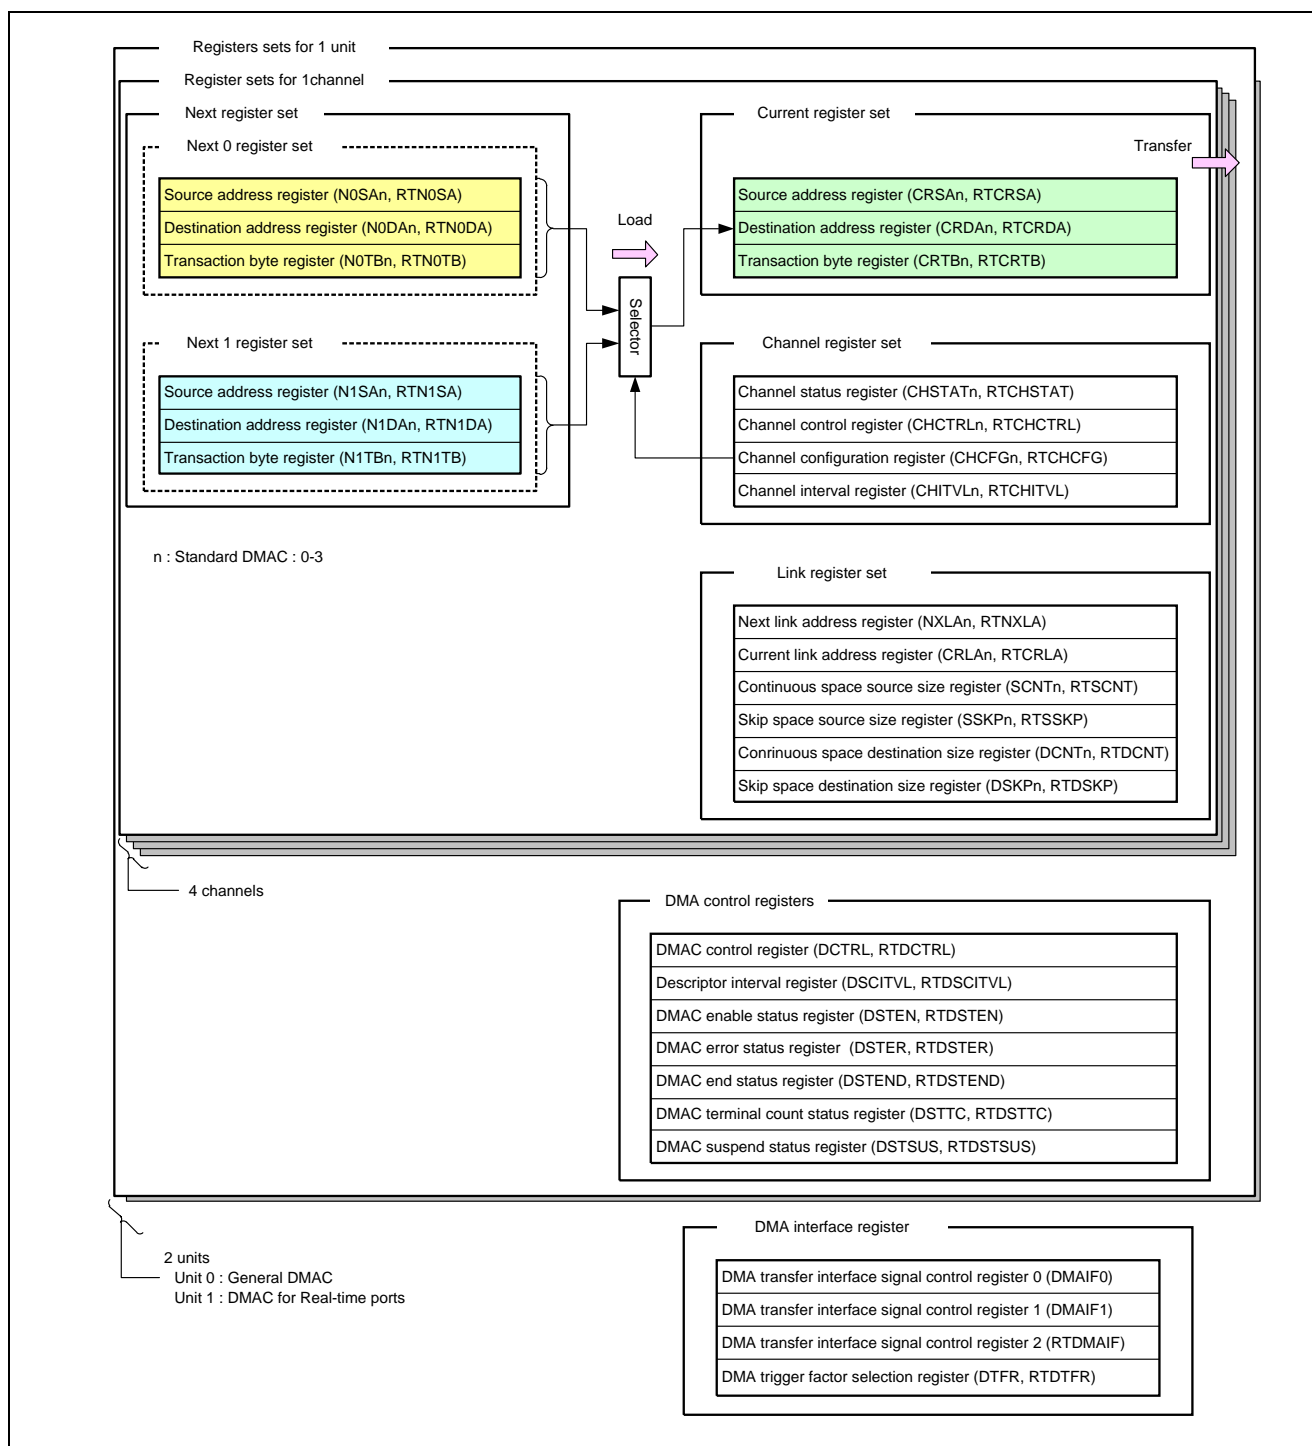 Registers sets for 1 unit
Register sets for 1channel
Next register set
Next 0 register set
Source address register (N0SAn, RTN0SA)
Destination address register (N0DAn, RTN0DA)
Transaction byte register (N0TBn, RTN0TB)
Next 1 register set
Source address register (N1SAn, RTN1SA)
Destination address register (N1DAn, RTN1DA)
Transaction byte register (N1TBn, RTN1TB)
n : Standard DMAC : 0-3
Load
Selector
Current register set
Transfer
Source address register (CRSAn, RTCRSA)
Destination address register (CRDAn, RTCRDA)
Transaction byte register (CRTBn, RTCRTB)
Channel register set
Channel status register (CHSTATn, RTCHSTAT)
Channel control register (CHCTRLn, RTCHCTRL)
Channel configuration register (CHCFGn, RTCHCFG)
Channel interval register (CHITVLn, RTCHITVL)
Link register set
Next link address register (NXLAn, RTNXLA)
Current link address register (CRLAn, RTCRLA)
Continuous space source size register (SCNTn, RTSCNT)
Skip space source size register (SSKPn, RTSSKP)
Conrinuous space destination size register (DCNTn, RTDCNT)
Skip space destination size register (DSKPn, RTDSKP)
4 channels
DMA control registers
DMAC control register (DCTRL, RTDCTRL)
Descriptor interval register (DSCITVL, RTDSCITVL)
DMAC enable status register (DSTEN, RTDSTEN)
DMAC error status register (DSTER, RTDSTER)
DMAC end status register (DSTEND, RTDSTEND)
DMAC terminal count status register (DSTTC, RTDSTTC)
DMAC suspend status register (DSTSUS, RTDSTSUS)
2 units
Unit 0 : General DMAC
Unit 1 : DMAC for Real-time ports
DMA interface register
DMA transfer interface signal control register 0 (DMAIF0)
DMA transfer interface signal control register 1 (DMAIF1)
DMA transfer interface signal control register 2 (RTDMAIF)
DMA trigger factor selection register (DTFR, RTDTFR)